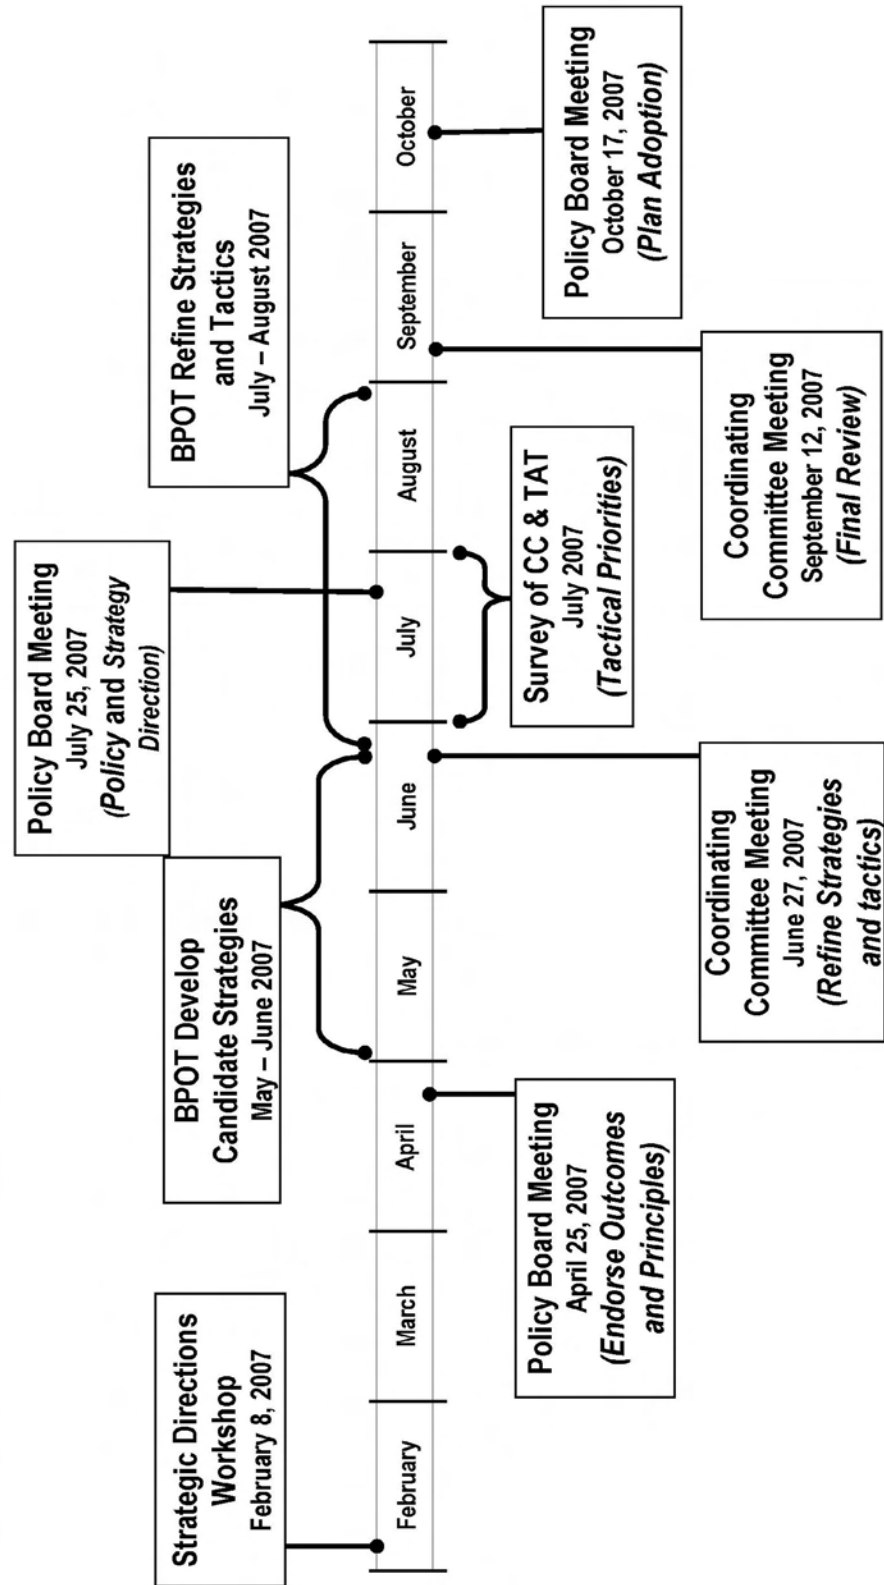 Strategic Directions
Workshop
February 8, 2007
BPOT Develop
Candidate Strategies
May – June 2007
Policy Board Meeting
July 25, 2007
(Policy and Strategy
Direction)
BPOT Refine Strategies
and Tactics
July – August 2007
February
March
April
May
June
July
August
September
October
Policy Board Meeting
April 25, 2007
(Endorse Outcomes
and Principles)
Coordinating
Committee Meeting
June 27, 2007
(Refine Strategies
and tactics)
Survey of CC & TAT
July 2007
(Tactical Priorities)
Coordinating
Committee Meeting
September 12, 2007
(Final Review)
Policy Board Meeting
October 17, 2007
(Plan Adoption)